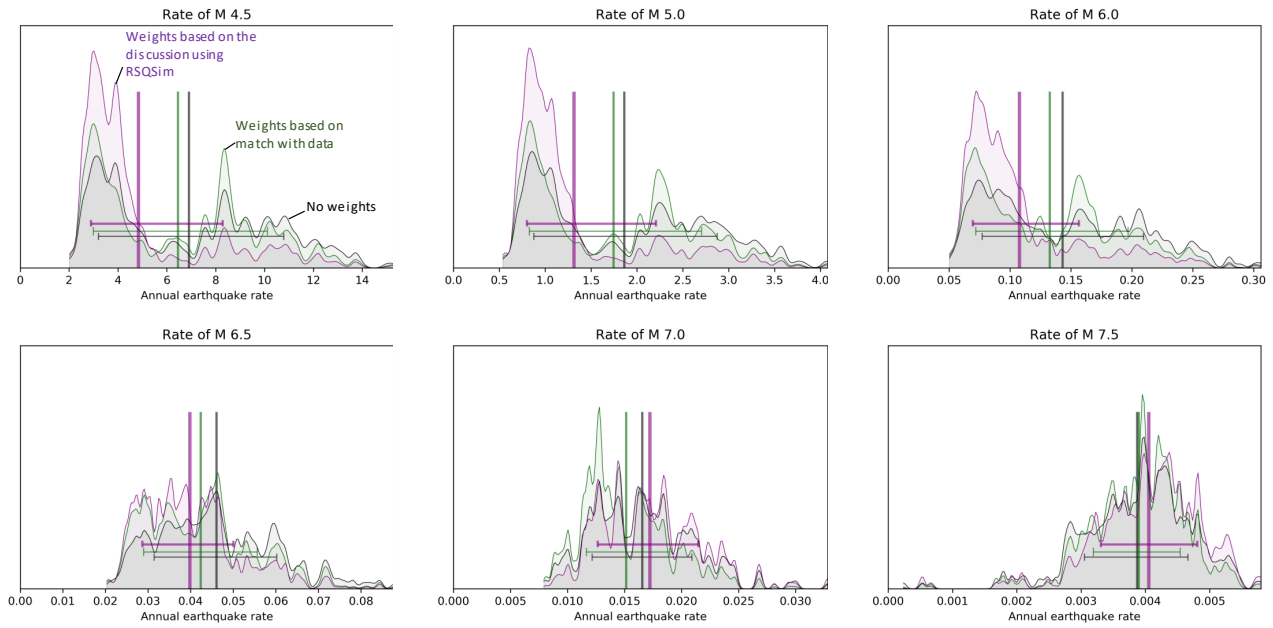 Rate of M 4.5
Weights based on the
discussion using
RSQSim
Weights based on
match with data
No weights
0 2 4 6 8 10 12 14
Annual earthquake rate
Rate of M 5.0
0.0 0.5 1.0 1.5 2.0 2.5 3.0 3.5 4.0
Annual earthquake rate
Rate of M 6.0
0.00 0.05 0.10 0.15 0.20 0.25 0.30
Annual earthquake rate
Rate of M 6.5
0.00 0.01 0.02 0.03 0.04 0.05 0.06 0.07 0.08
Annual earthquake rate
Rate of M 7.0
0.000 0.005 0.010 0.015 0.020 0.025 0.030
Annual earthquake rate
Rate of M 7.5
0.000 0.001 0.002 0.003 0.004 0.005
Annual earthquake rate